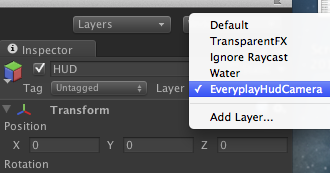 Layers
Default
TransparentFX
Ignore Raycast
Water
✓ EveryplayHudCamera
Add Layer...
Inspector
HUD
Tag Untagged Layer
Transform
Position
X 0 Y 0 Z 0
Rotation